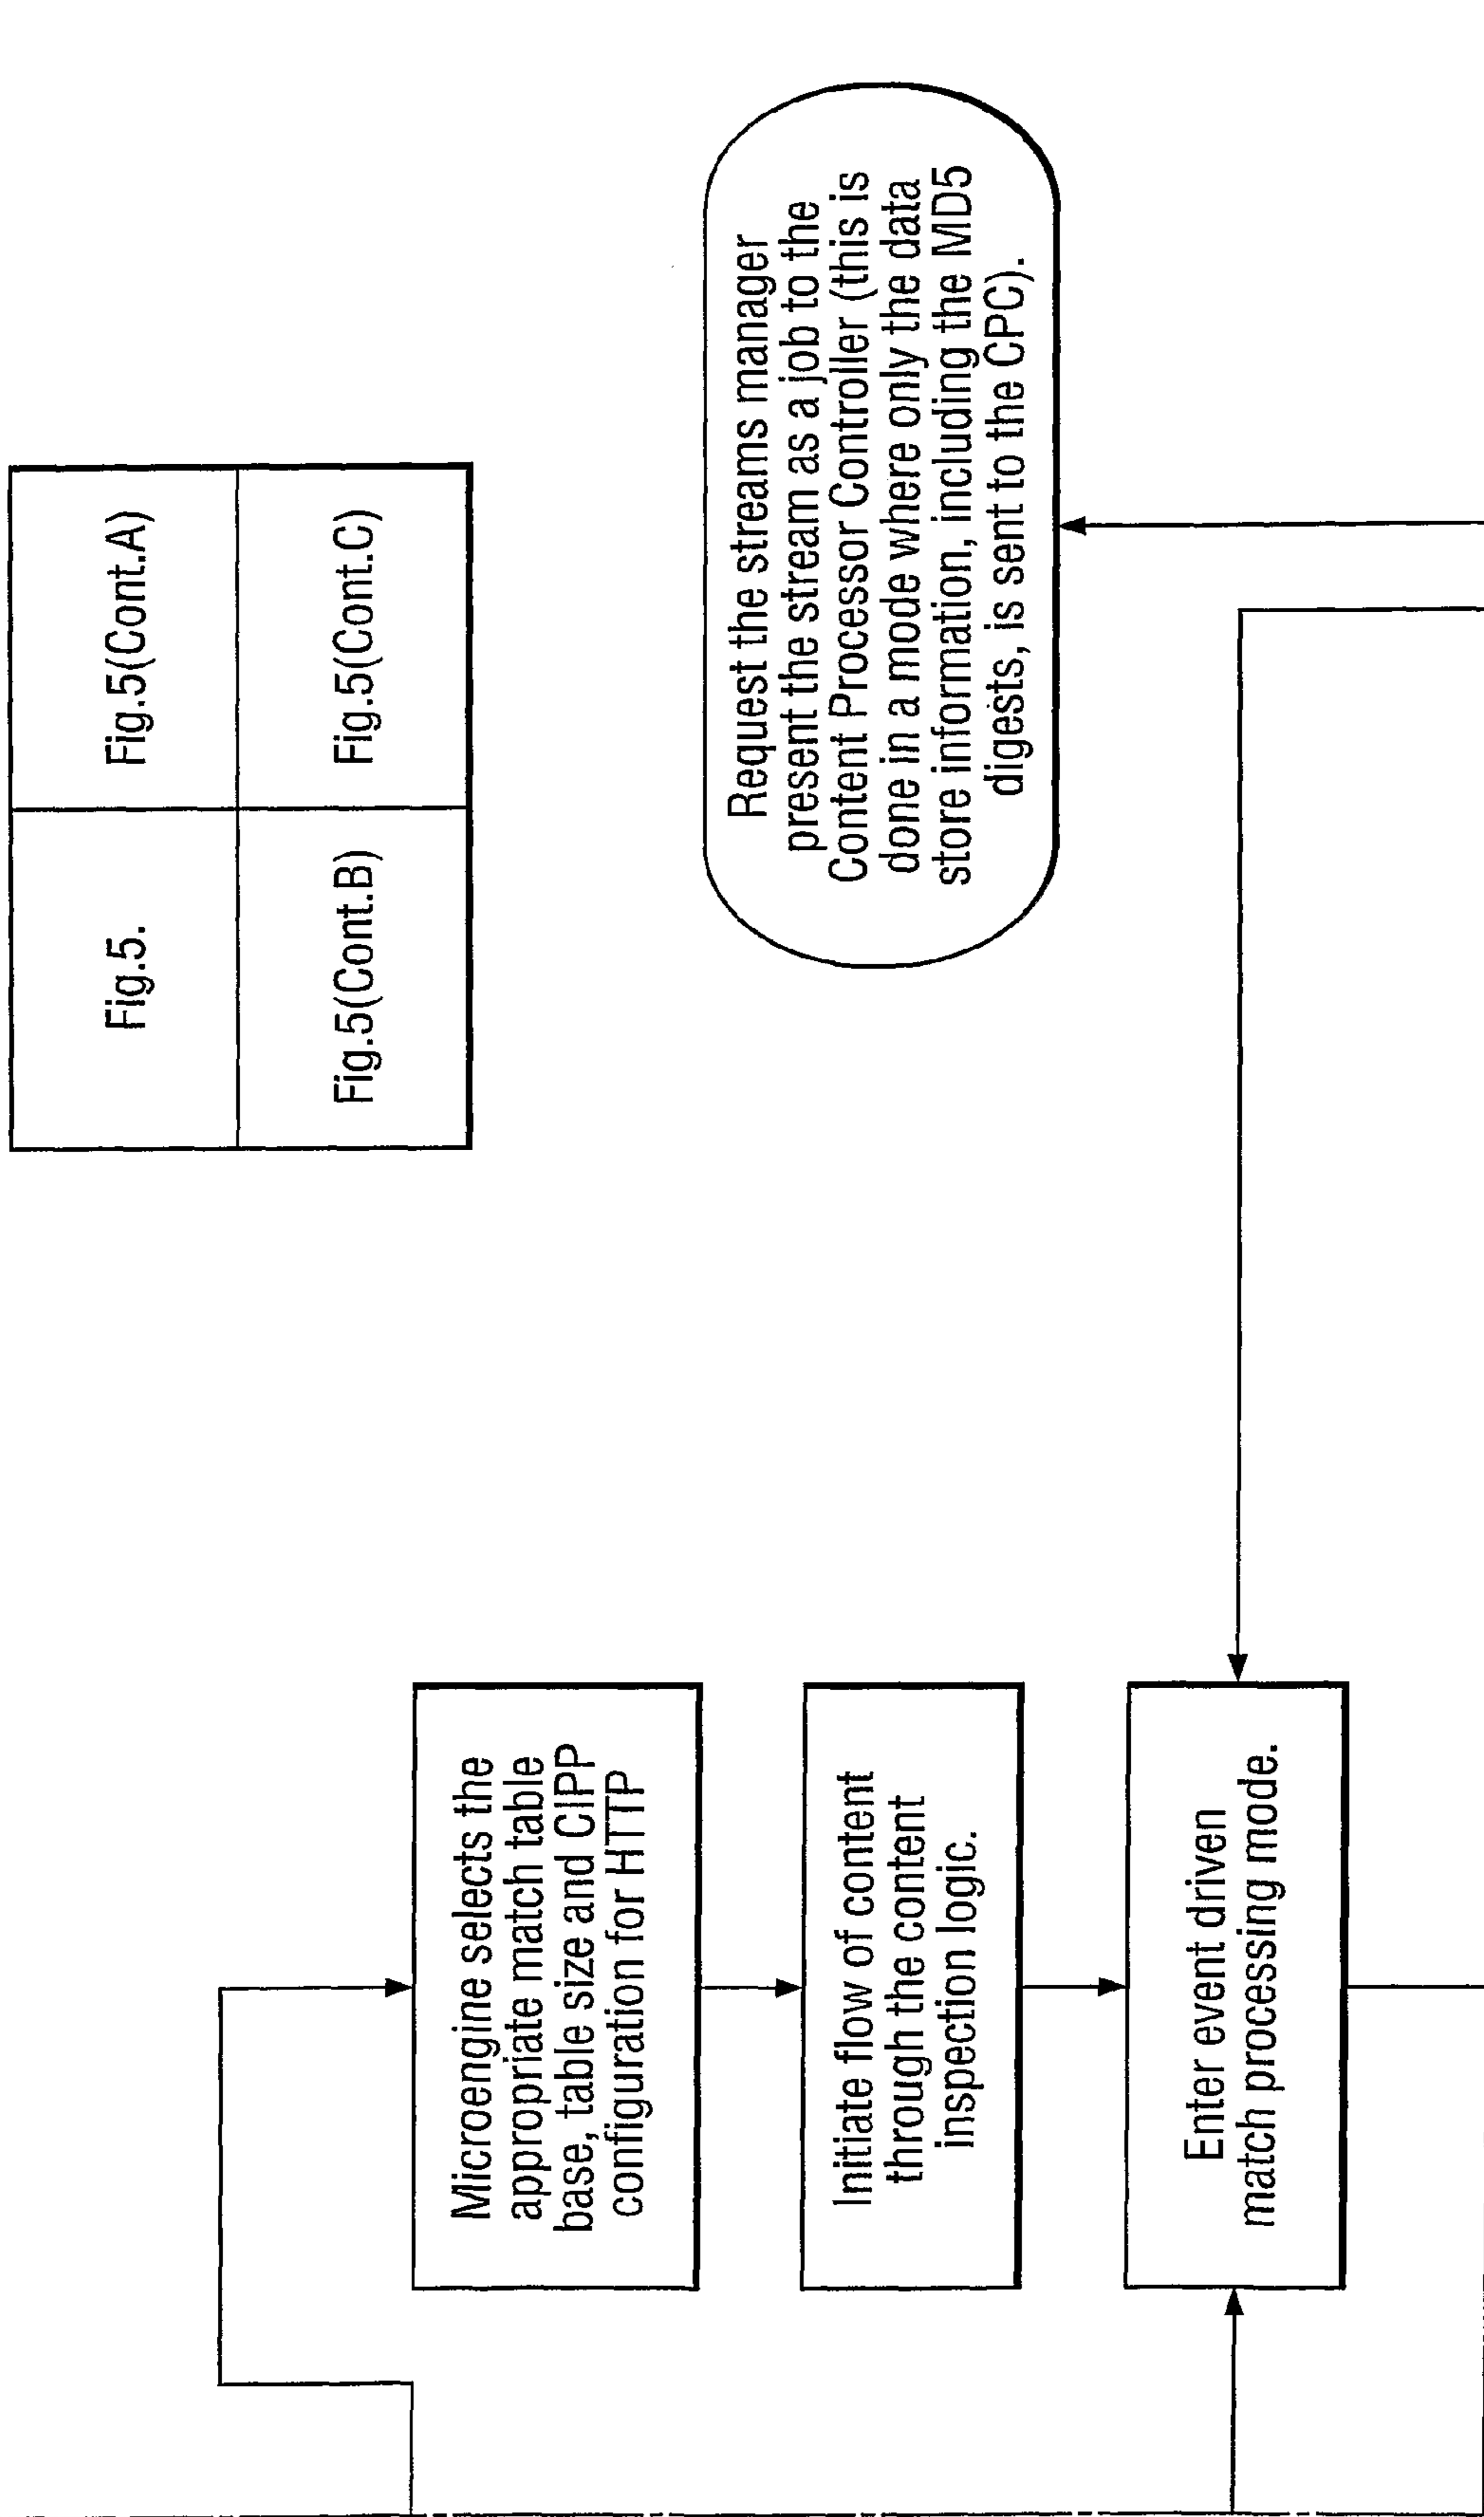 Fig.5.
Fig.5(Cont.A)
Fig.5(Cont.B)
Fig.5(Cont.C)
Microengine selects the
appropriate match table
base, table size and CIPP
configuration for HTTP
Initiate flow of content
through the content
inspection logic.
Enter event driven
match processing mode.
Request the streams manager
present the stream as a job to the
Content Processor Controller (this is
done in a mode where only the data
store information, including the MD5
digests, is sent to the CPC).